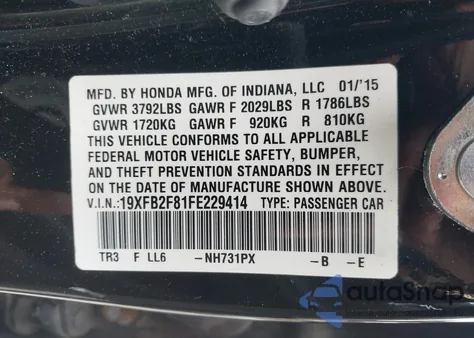 MFD. BY HONDA MFG. OF INDIANA, LLC 01/'15
GVWR 3792LBS GAWR F 2029LBS R 1786LBS
GVWR 1720KG GAWR F 920KG R 810KG
THIS VEHICLE CONFORMS TO ALL APPLICABLE
FEDERAL MOTOR VEHICLE SAFETY, BUMPER,
AND THEFT PREVENTION STANDARDS IN EFFECT
ON THE DATE OF MANUFACTURE SHOWN ABOVE.
V.I.N.: 19XFB2F81FE229414 TYPE: PASSENGER CAR
TR3 F LL6 -NH731PX -B -E
autoSnap